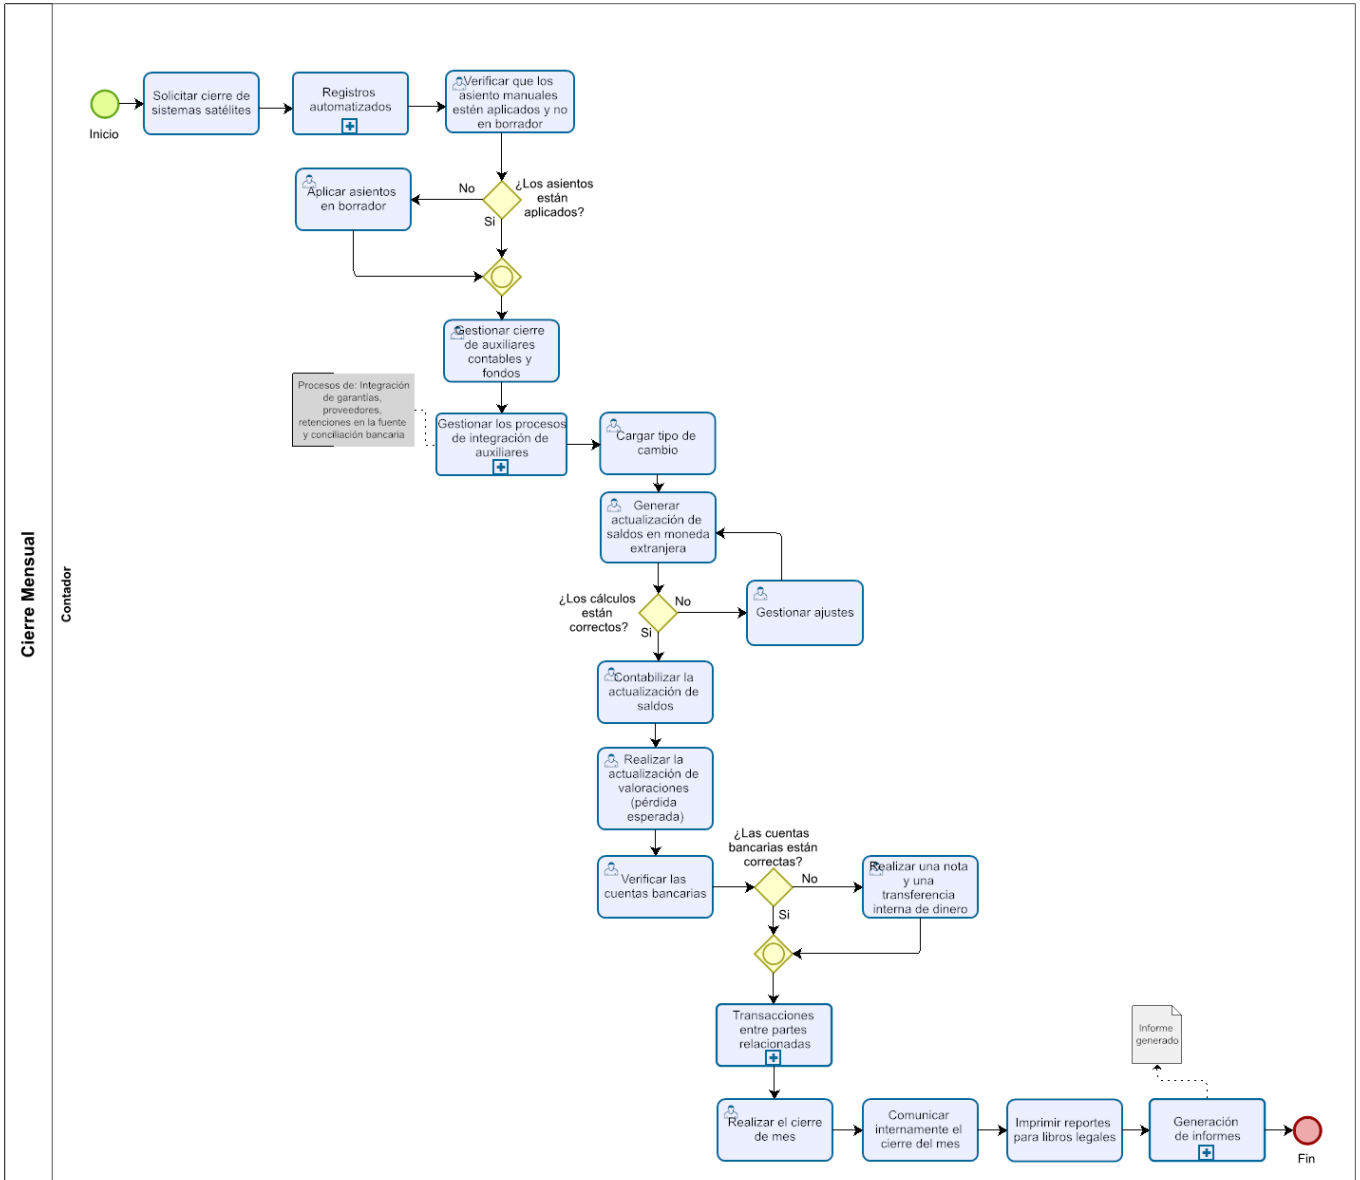 Cierre Mensual
Contador
Inicio
Solicitar cierre de
sistemas satélites
Registros
automatizados
Verificar que los
asiento manuales
estén aplicados y no
en borrador
¿Los asientos
están
aplicados?
No
Si
Aplicar asientos
en borrador
Gestionar cierre
de auxiliares
contables y
fondos
Procesos de: Integración
de garantías,
proveedores,
retenciones en la fuente
y conciliación bancaria
Gestionar los procesos
de integración de
auxiliares
Cargar tipo de
cambio
Generar
actualización de
saldos en moneda
extranjera
¿Los cálculos
están
correctos?
No
Si
Gestionar ajustes
Contabilizar la
actualización de
saldos
Realizar la
actualización de
valoraciones
(pérdida
esperada)
Verificar las
cuentas bancarias
¿Las cuentas
bancarias están
correctas?
No
Si
Realizar una nota
y una
transferencia
interna de dinero
Transacciones
entre partes
relacionadas
Realizar el cierre
de mes
Comunicar
internamente el
cierre del mes
Imprimir reportes
para libros legales
Generación
de informes
Informe
generado
Fin